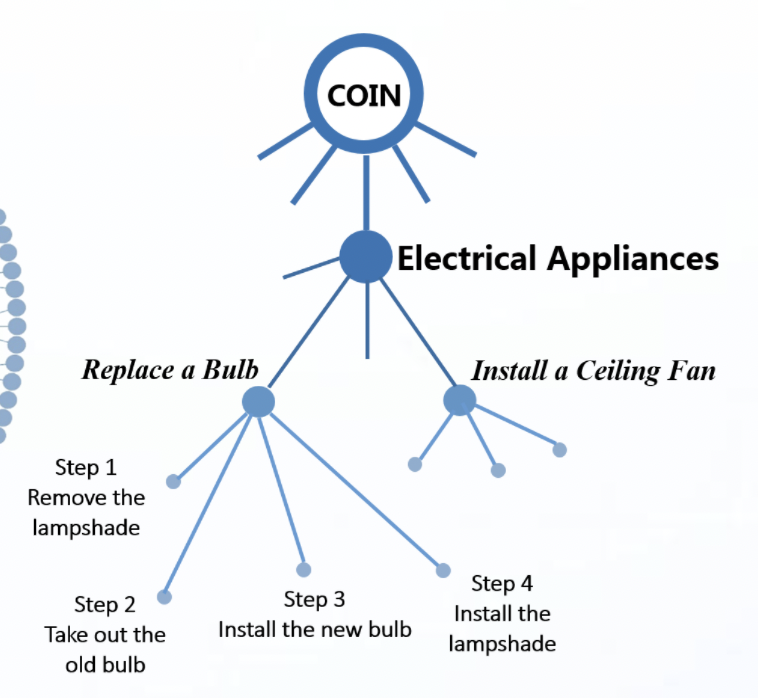 COIN
Electrical Appliances
Replace a Bulb
Install a Ceiling Fan
Step 1
Remove the
lampshade
Step 2
Take out the
old bulb
Step 3
Install the new bulb
Step 4
Install the
lampshade